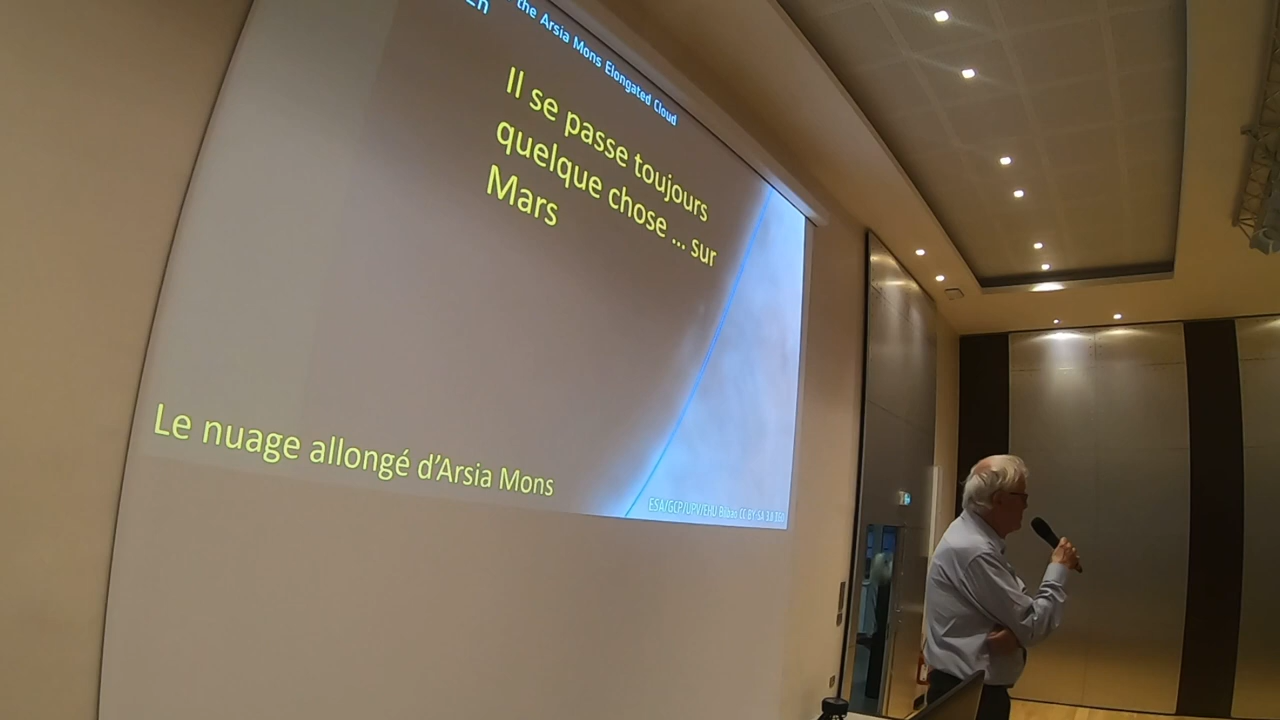 the Arsia Mons Elongated Cloud
Il se passe toujours
quelque chose ... sur
Mars
Le nuage allongé d'Arsia Mons
ESA/GCP/UPV/EHU Bilbao CC BY-SA 3.0 IGO